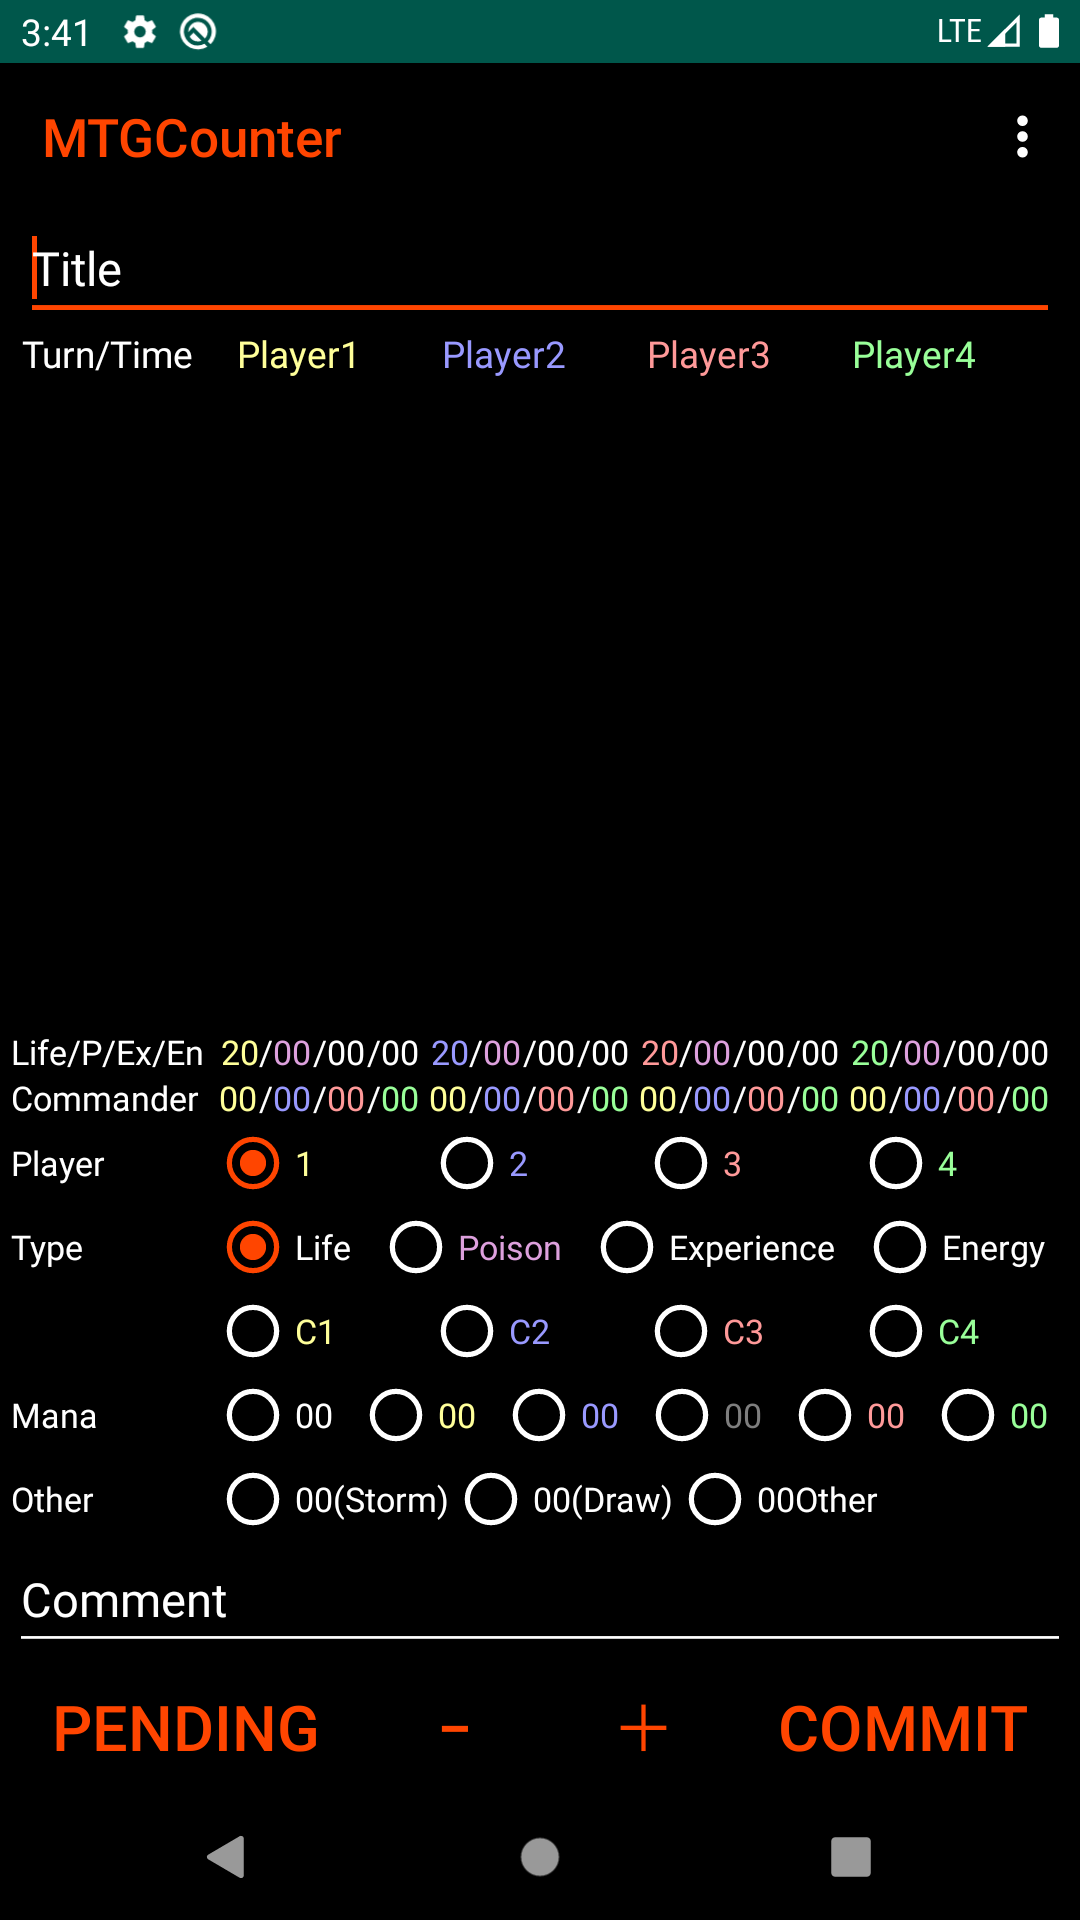 3:41 LTE
MTGCounter
Title
Turn/Time Player1 Player2 Player3 Player4
Life/P/Ex/En 20/00/00/00 20/00/00/00 20/00/00/00 20/00/00/00
Commander 00/00/00/00 00/00/00/00 00/00/00/00 00/00/00/00
Player 1 2 3 4
Type Life Poison Experience Energy
C1 C2 C3 C4
Mana 00 00 00 00 00 00
Other 00(Storm) 00(Draw) 00Other
Comment
PENDING - + COMMIT